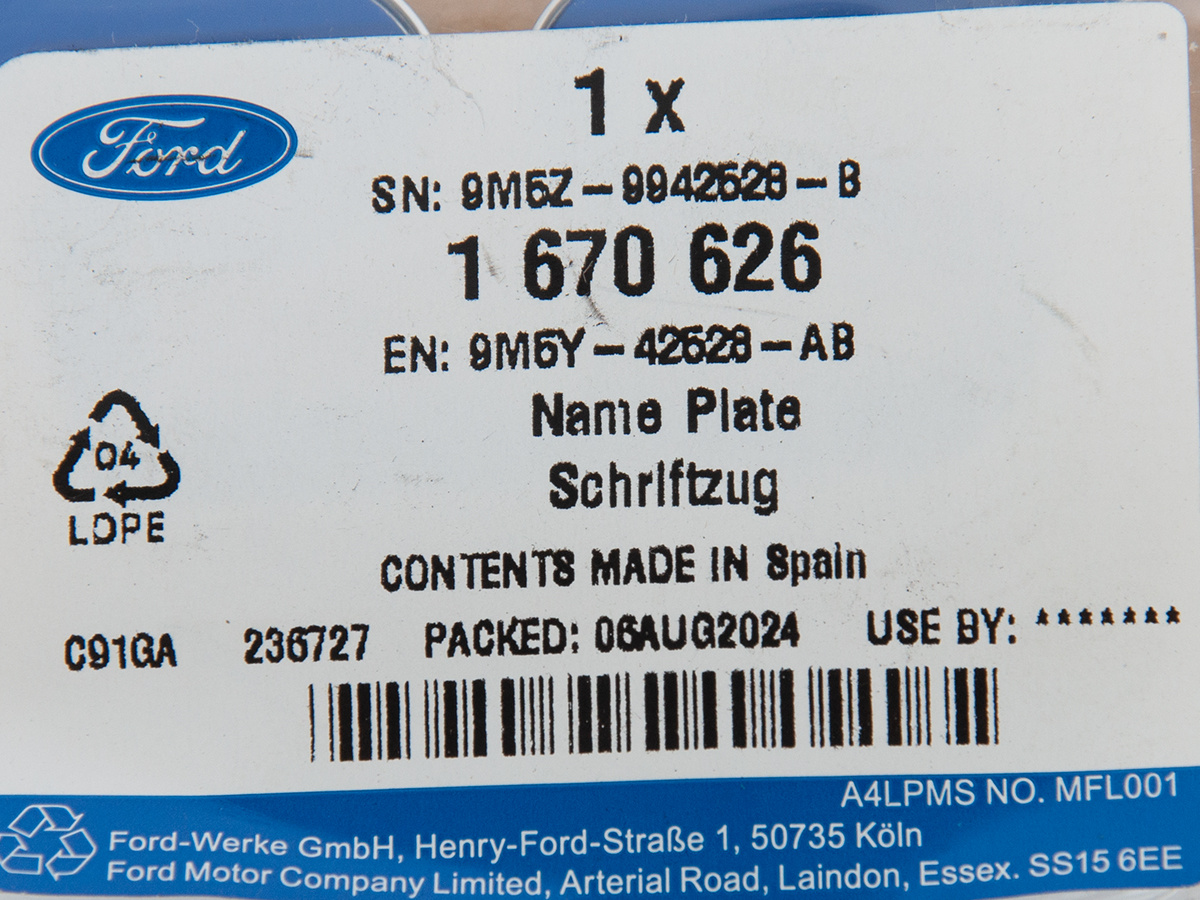 Ford
1 x
SN: 9M5Z-9942528-B
1 670 626
EN: 9M5Y-42528-AB
Name Plate
Schriftzug
04
LDPE
CONTENTS MADE IN Spain
C91GA 236727 PACKED: 06AUG2024 USE BY: *******
A4LPMS NO. MFL001
Ford-Werke GmbH, Henry-Ford-Straße 1, 50735 Köln
Ford Motor Company Limited, Arterial Road, Laindon, Essex. SS15 6EE